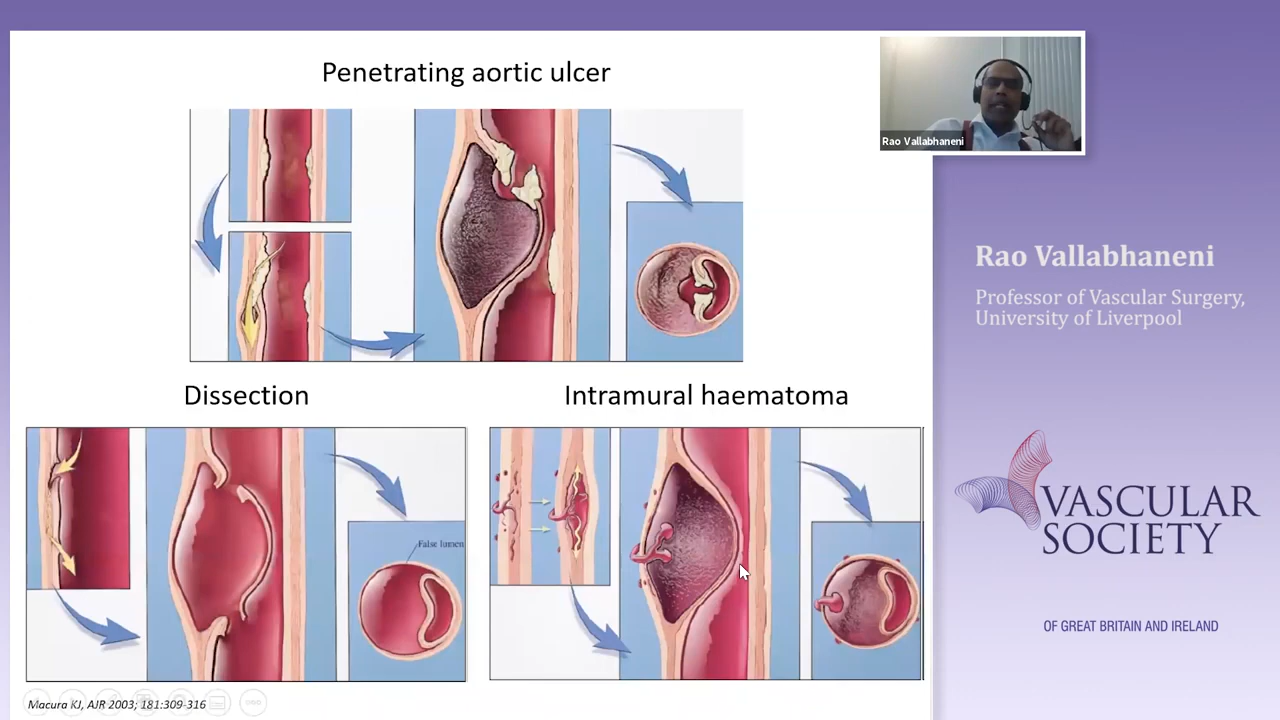 Penetrating aortic ulcer
Rao Vallabhaneni
Rao Vallabhaneni
Professor of Vascular Surgery,
University of Liverpool
Dissection
Intramural haematoma
False lumen
VASCULAR
SOCIETY
OF GREAT BRITAIN AND IRELAND
Macura KJ, AJR 2003; 181:309-316